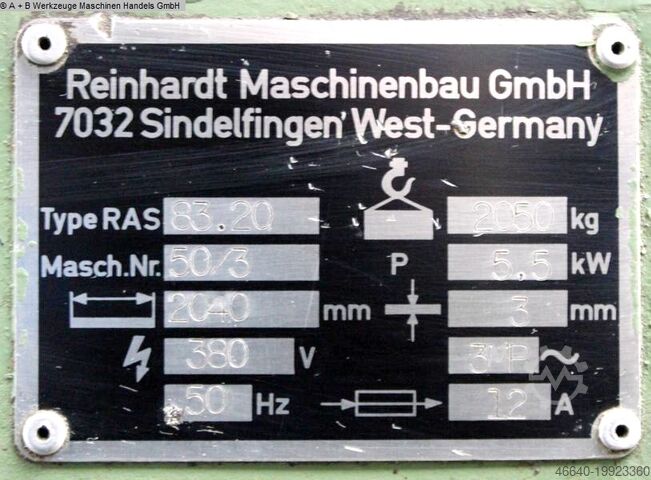 © A + B Werkzeuge Maschinen Handels GmbH
Reinhardt Maschinenbau GmbH
7032 Sindelfingen West-Germany
Type RAS 83.20 2050 kg
Masch.Nr. 50/3 P 5,5 kW
2040 mm 3 mm
380 V 3 ~
50 Hz 12 A
46640-19923360